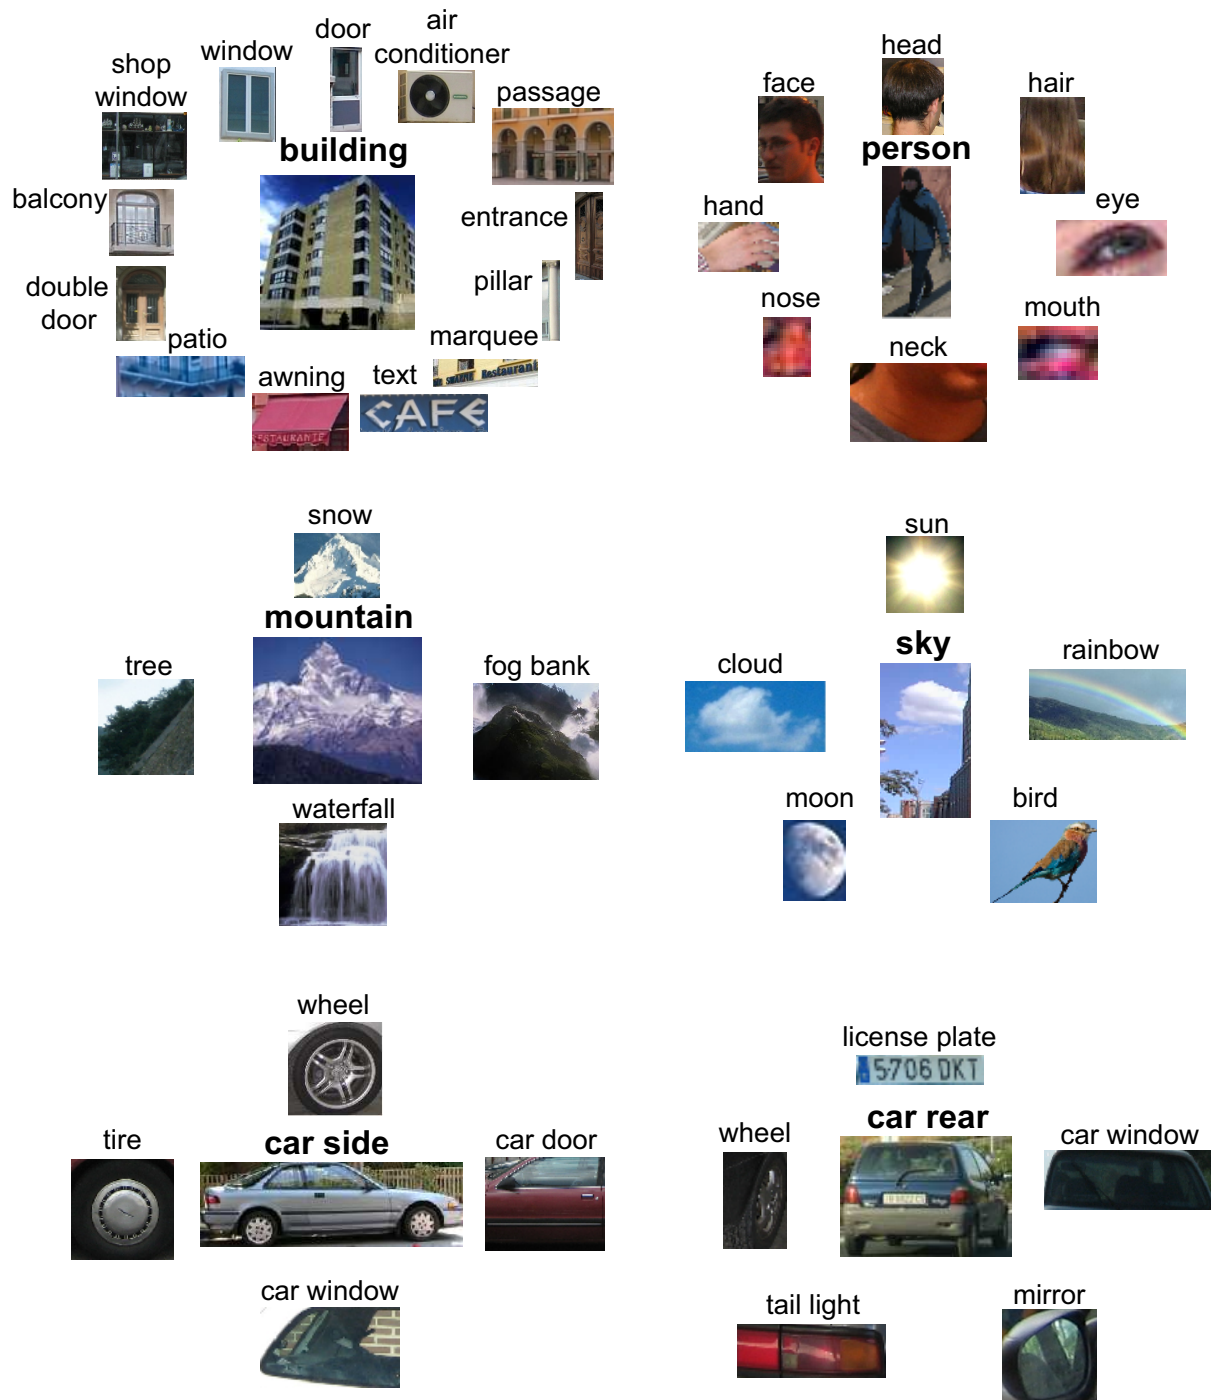 shop
window
window
door
air
conditioner
passage
building
balcony
entrance
double
door
pillar
patio
marquee
Restaurant
awning
RESTAURANTE
text
CAFE
head
face
hair
person
hand
eye
nose
mouth
neck
snow
mountain
tree
fog bank
waterfall
sun
sky
cloud
rainbow
moon
bird
wheel
tire
car side
car door
car window
license plate
5706 DKT
car rear
wheel
car window
tail light
mirror